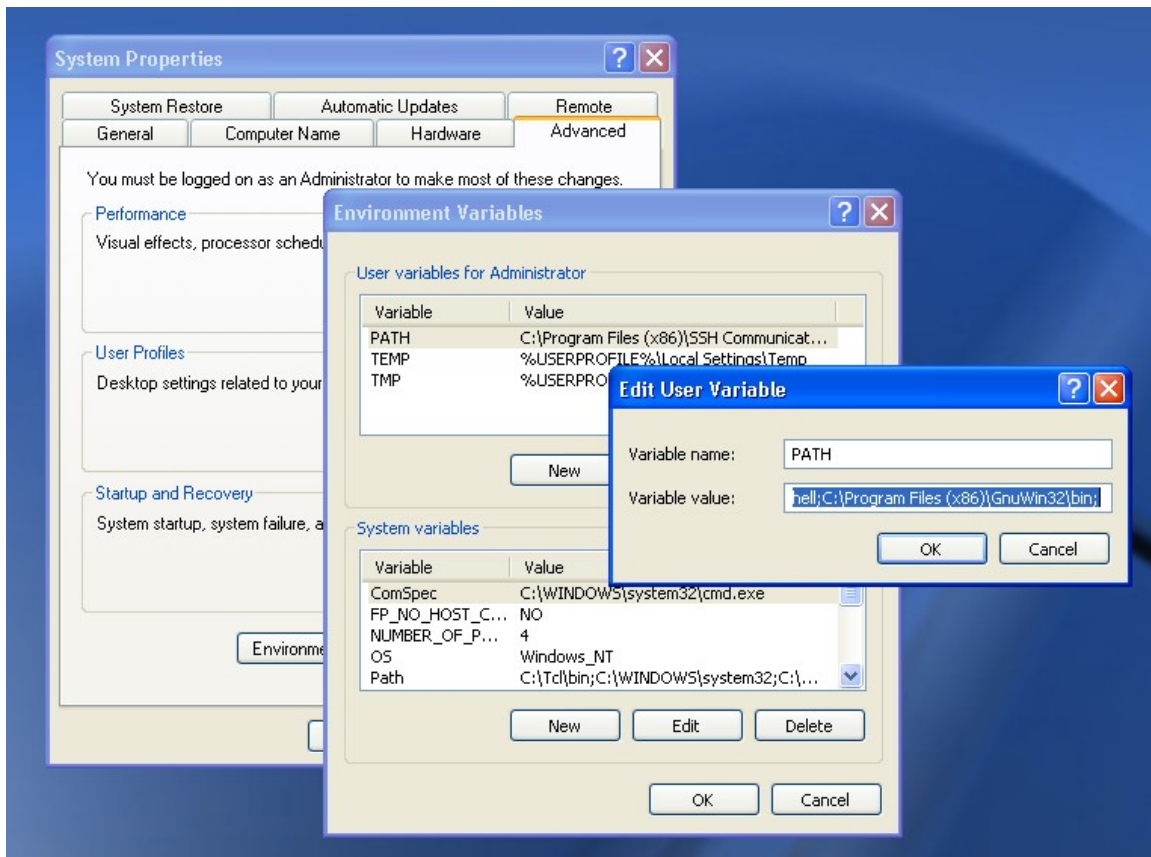 System Properties
System Restore Automatic Updates Remote
General Computer Name Hardware Advanced
You must be logged on as an Administrator to make most of these changes.
Performance
Visual effects, processor schedu
User Profiles
Desktop settings related to your
Startup and Recovery
System startup, system failure, a
Environme
Environment Variables
User variables for Administrator
Variable Value
PATH C:\Program Files (x86)\SSH Communicat...
TEMP %USERPROFILE%\Local Settings\Temp
TMP %USERPRO
New
System variables
Variable Value
ComSpec C:\WINDOWS\system32\cmd.exe
FP_NO_HOST_C... NO
NUMBER_OF_P... 4
OS Windows_NT
Path C:\Tcl\bin;C:\WINDOWS\system32;C:\...
New Edit Delete
OK Cancel
Edit User Variable
Variable name: PATH
Variable value: hell;C:\Program Files (x86)\GnuWin32\bin;
OK Cancel